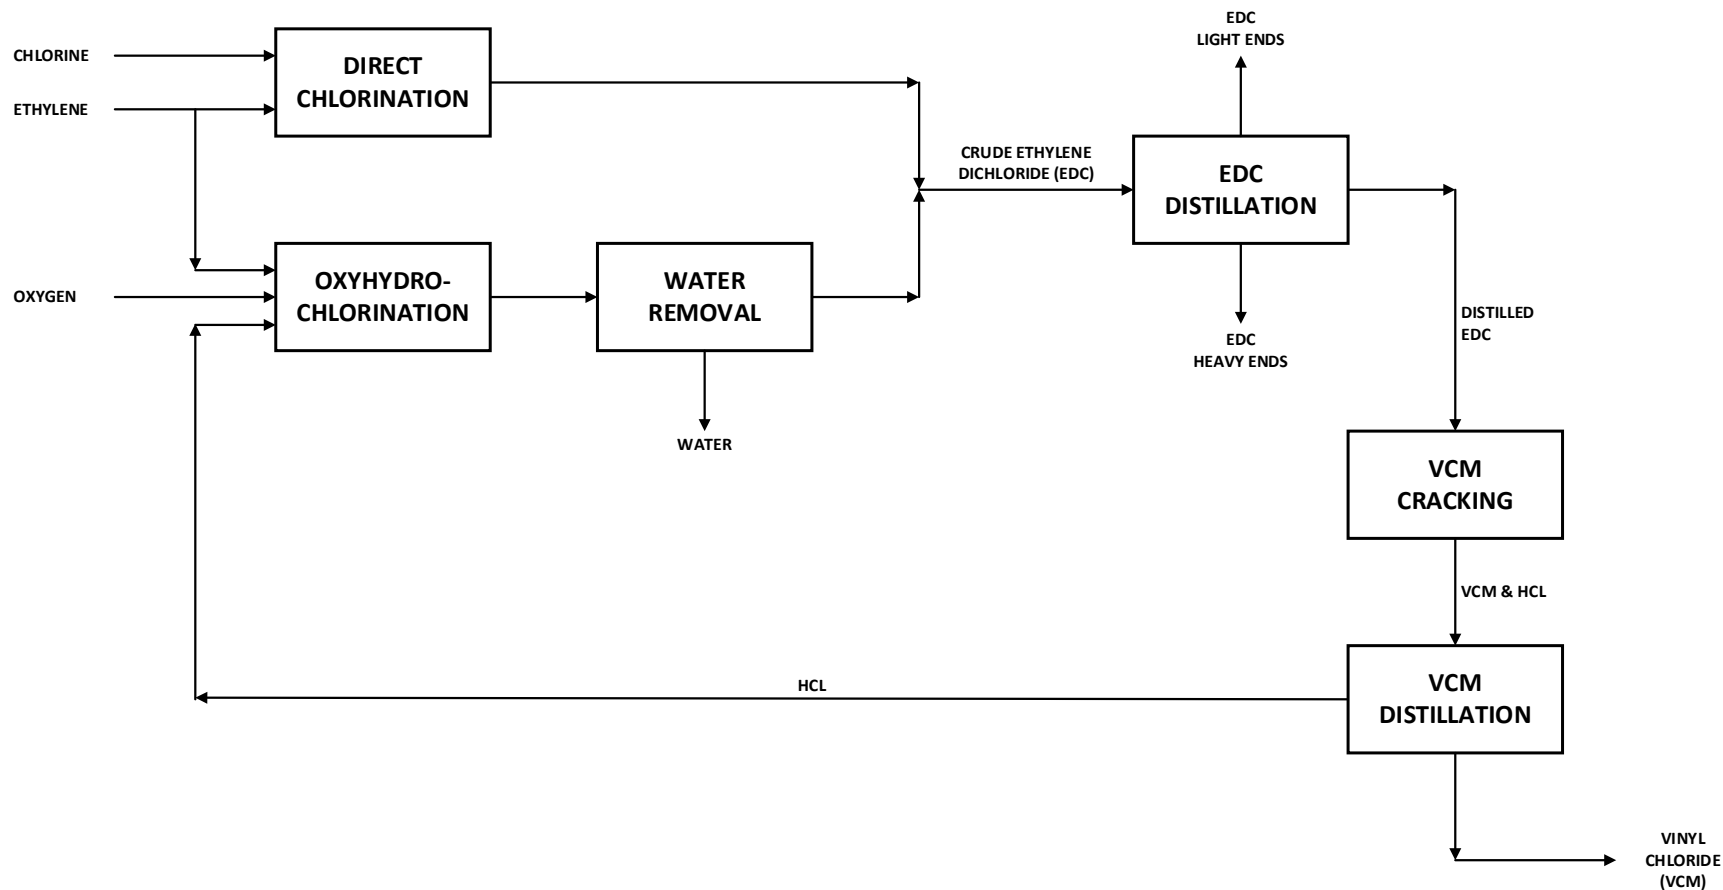 CHLORINE
ETHYLENE
DIRECT
CHLORINATION
EDC
LIGHT ENDS
CRUDE ETHYLENE
DICHLORIDE (EDC)
EDC
DISTILLATION
OXYGEN
OXYHYDRO-
CHLORINATION
WATER
REMOVAL
WATER
EDC
HEAVY ENDS
DISTILLED
EDC
VCM
CRACKING
VCM & HCL
HCL
VCM
DISTILLATION
VINYL
CHLORIDE
(VCM)